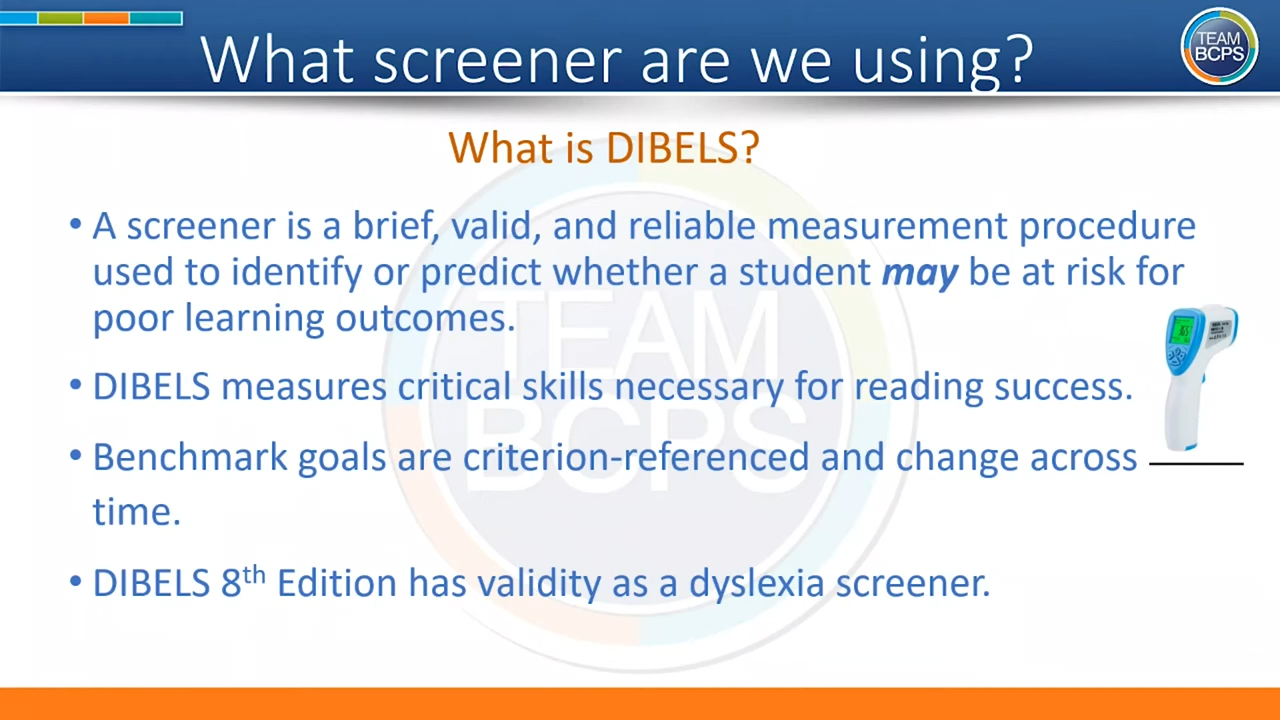 What screener are we using?
TEAM
BCPS
What is DIBELS?
• A screener is a brief, valid, and reliable measurement procedure
used to identify or predict whether a student may be at risk for
poor learning outcomes.
• DIBELS measures critical skills necessary for reading success.
• Benchmark goals are criterion-referenced and change across
time.
• DIBELS 8th Edition has validity as a dyslexia screener.
TEAM
BCPS